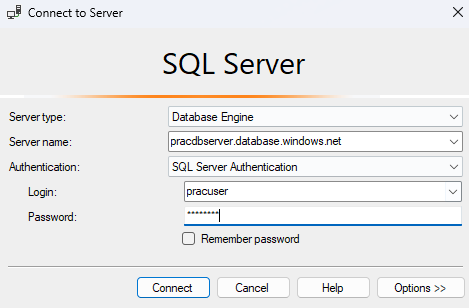 Connect to Server
SQL Server
Server type: Database Engine
Server name: pracdbserver.database.windows.net
Authentication: SQL Server Authentication
Login: pracuser
Password: ********
Remember password
Connect Cancel Help Options >>